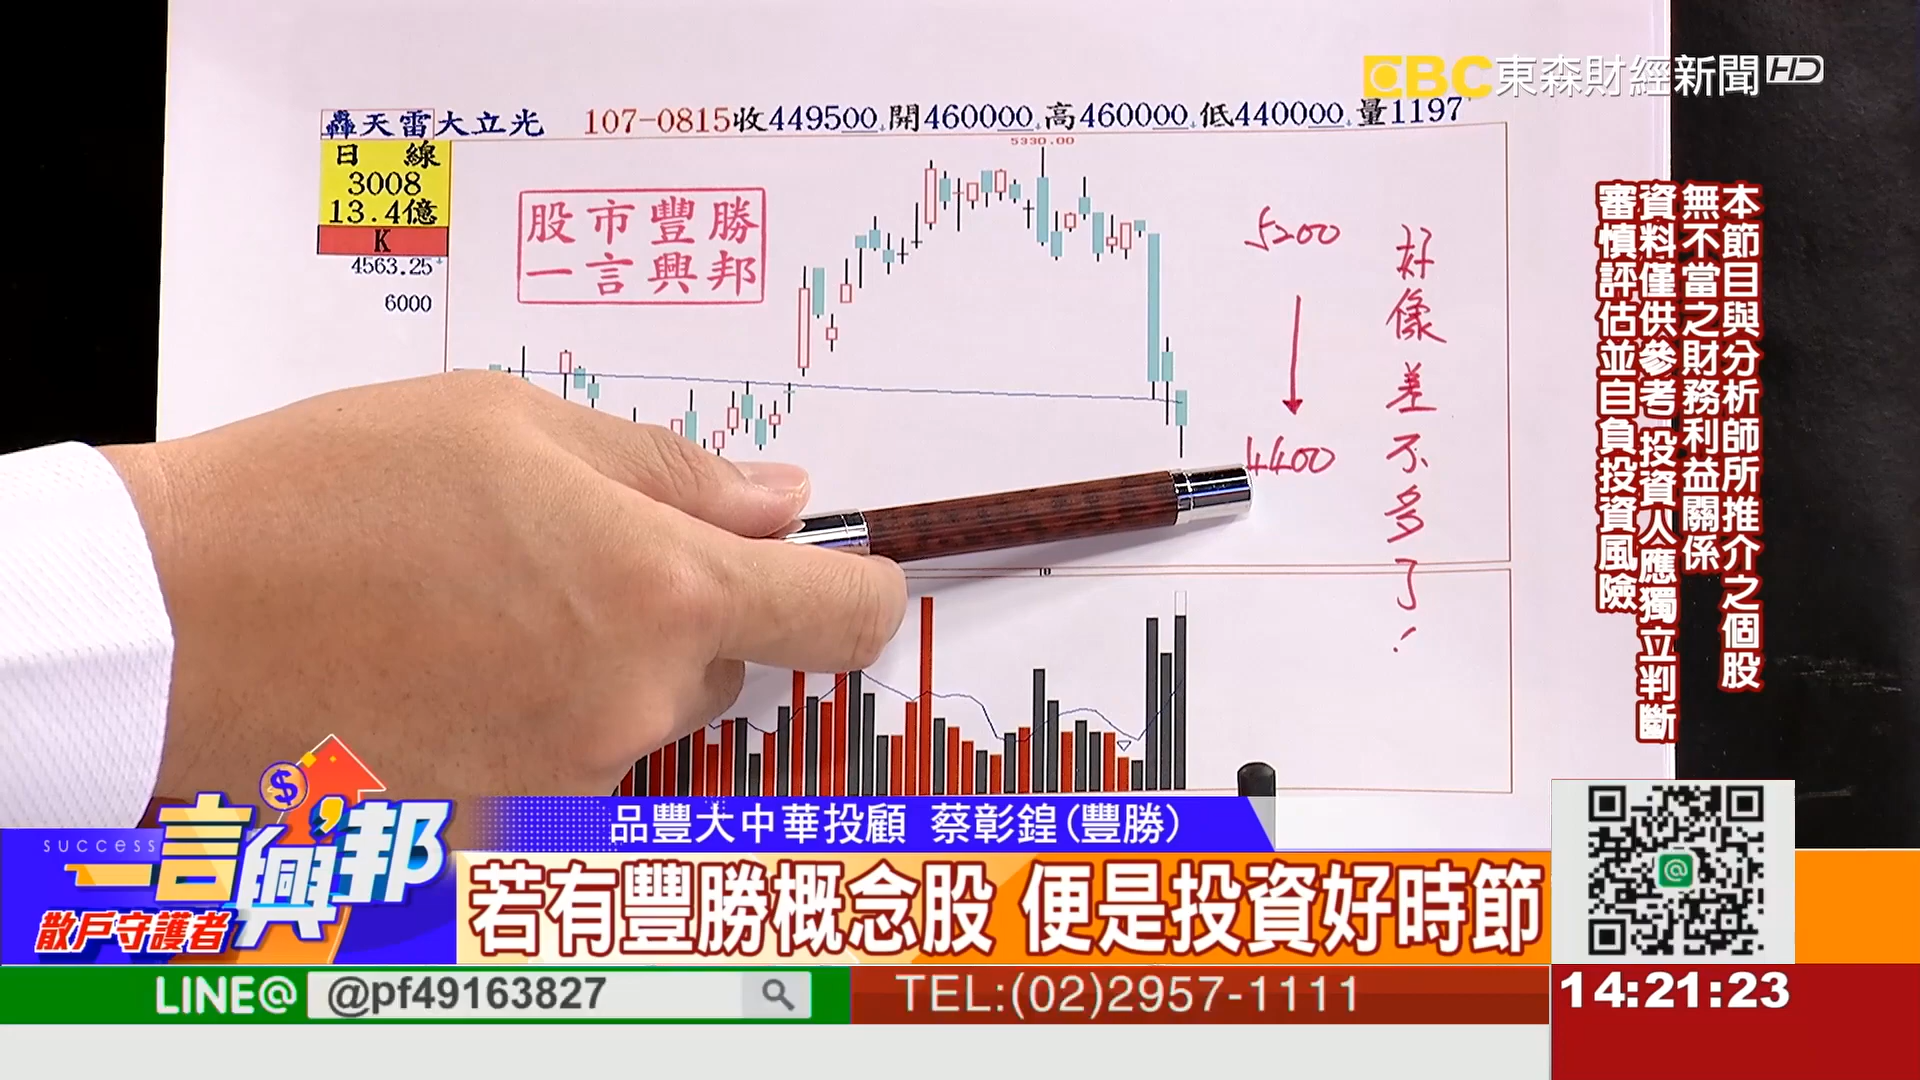 EBC東森財經新聞HD
轟天雷大立光 107-0815收449500 開460000 高460000 低440000 量1197
日 線
3008
13.4億
K
4563.25
6000
5330.00
股市豐勝
一言興邦
5200
4400
好像差不多了!
本節目與分析師所推介之個股
無不當之財務利益關係
資料僅供參考 投資人應獨立判斷
審慎評估並自負投資風險
$
success
一言興邦
散戶守護者
品豐大中華投顧 蔡彰鍠(豐勝)
若有豐勝概念股 便是投資好時節
LINE@ @pf49163827
TEL:(02)2957-1111
14:21:23